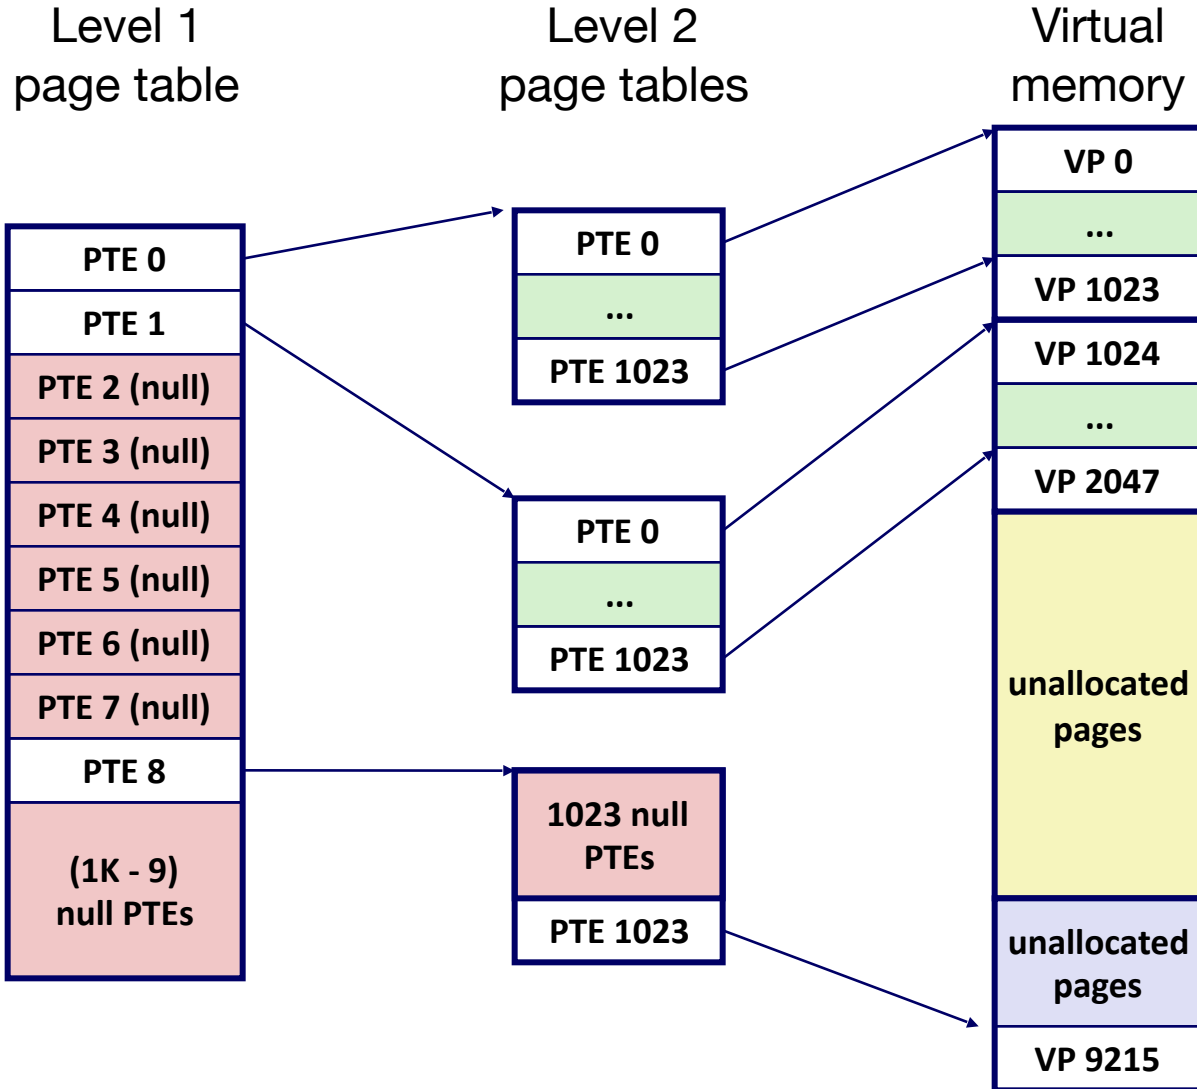 Level 1
page table
Level 2
page tables
Virtual
memory
PTE 0
PTE 1
PTE 2 (null)
PTE 3 (null)
PTE 4 (null)
PTE 5 (null)
PTE 6 (null)
PTE 7 (null)
PTE 8
(1K - 9)
null PTEs
PTE 0
...
PTE 1023
PTE 0
...
PTE 1023
1023 null
PTEs
PTE 1023
VP 0
...
VP 1023
VP 1024
...
VP 2047
unallocated
pages
unallocated
pages
VP 9215